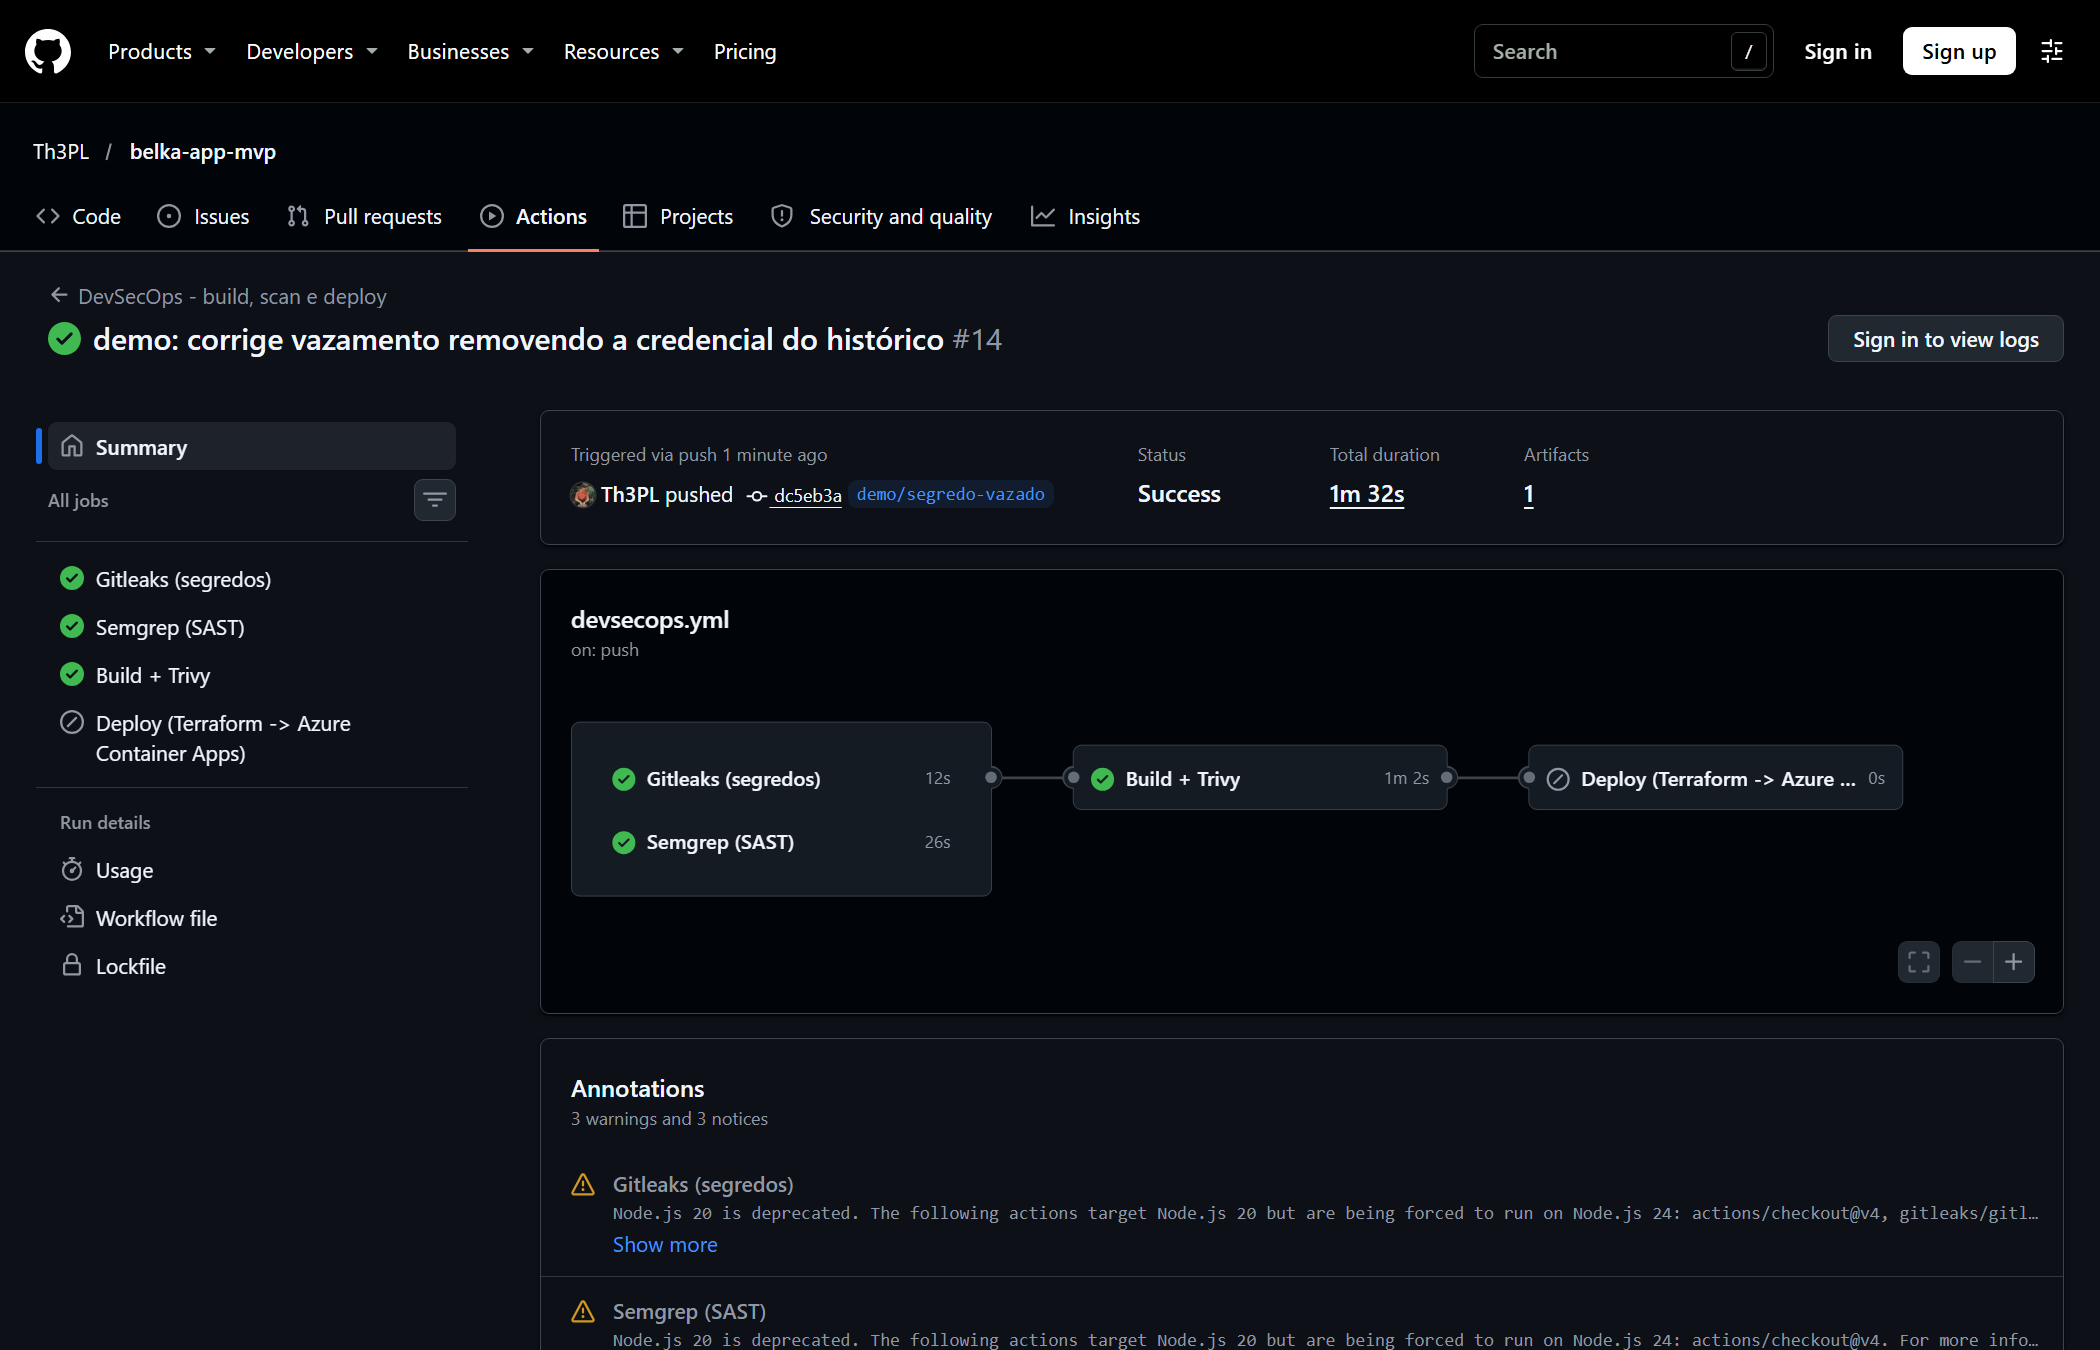 Products Developers Businesses Resources Pricing Search / Sign in Sign up
Th3PL / belka-app-mvp
Code Issues Pull requests Actions Projects Security and quality Insights
DevSecOps - build, scan e deploy
demo: corrige vazamento removendo a credencial do histórico #14
Sign in to view logs
Summary
All jobs
Gitleaks (segredos)
Semgrep (SAST)
Build + Trivy
Deploy (Terraform -> Azure
Container Apps)
Run details
Usage
Workflow file
Lockfile
Triggered via push 1 minute ago
Th3PL pushed dc5eb3a demo/segredo-vazado
Status
Success
Total duration
1m 32s
Artifacts
1
devsecops.yml
on: push
Gitleaks (segredos) 12s
Semgrep (SAST) 26s
Build + Trivy 1m 2s
Deploy (Terraform -> Azure ... 0s
Annotations
3 warnings and 3 notices
Gitleaks (segredos)
Node.js 20 is deprecated. The following actions target Node.js 20 but are being forced to run on Node.js 24: actions/checkout@v4, gitleaks/gitl…
Show more
Semgrep (SAST)
Node.js 20 is deprecated. The following actions target Node.js 20 but are being forced to run on Node.js 24: actions/checkout@v4. For more info…